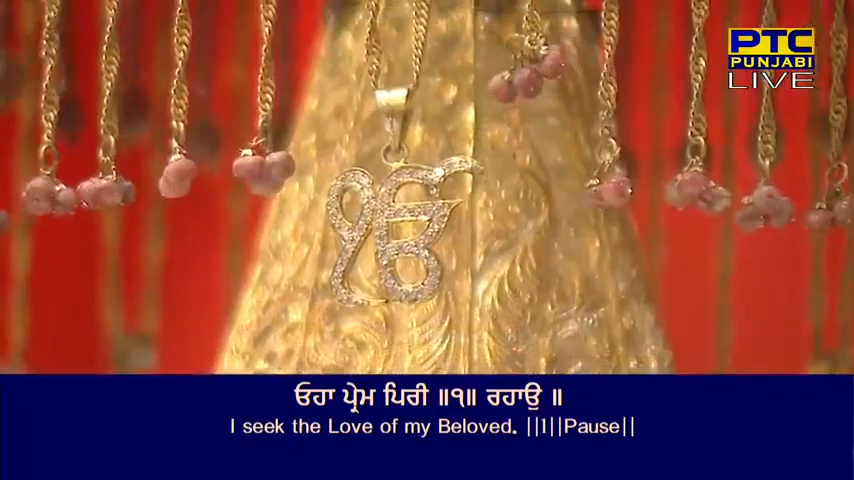 PTC
PUNJABI
LIVE
ੴ
ਓਹਾ ਪ੍ਰੇਮ ਪਿਰੀ ॥੧॥ ਰਹਾਉ ॥
I seek the Love of my Beloved. ||1||Pause||